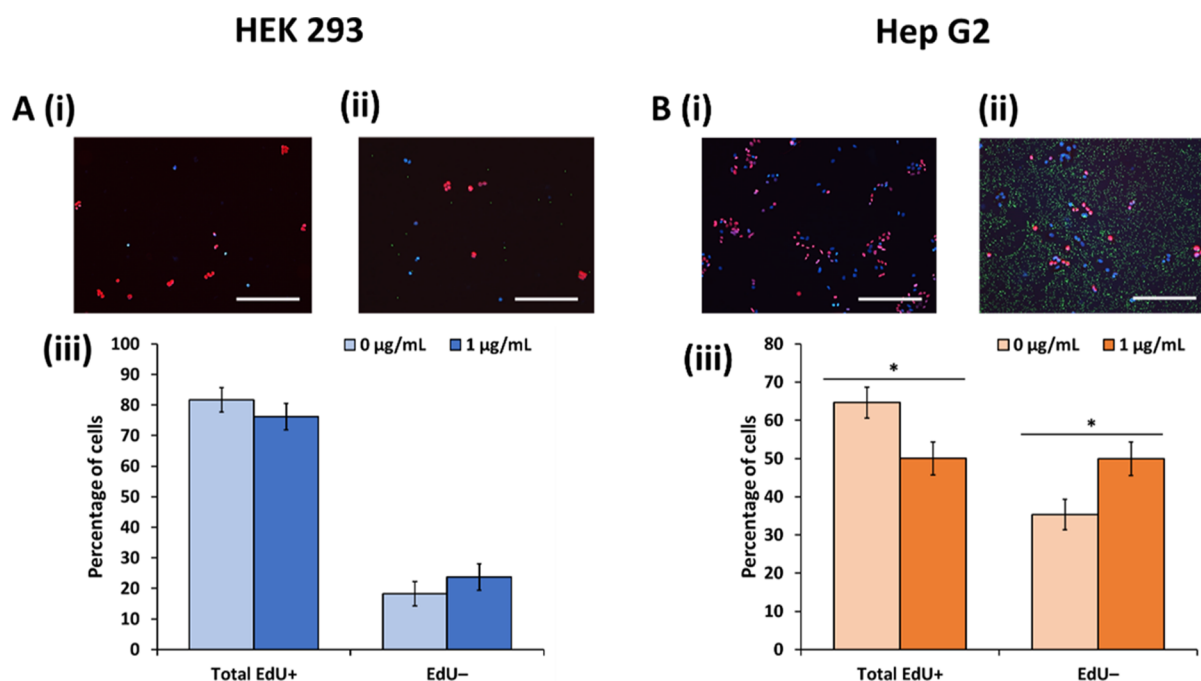 HEK 293
Hep G2
A (i)
(ii)
B (i)
(ii)
(iii)
0 µg/mL
1 µg/mL
Percentage of cells
100
90
80
70
60
50
40
30
20
10
0
Total EdU+
EdU–
(iii)
0 µg/mL
1 µg/mL
Percentage of cells
80
70
60
50
40
30
20
10
0
*
*
Total EdU+
EdU–